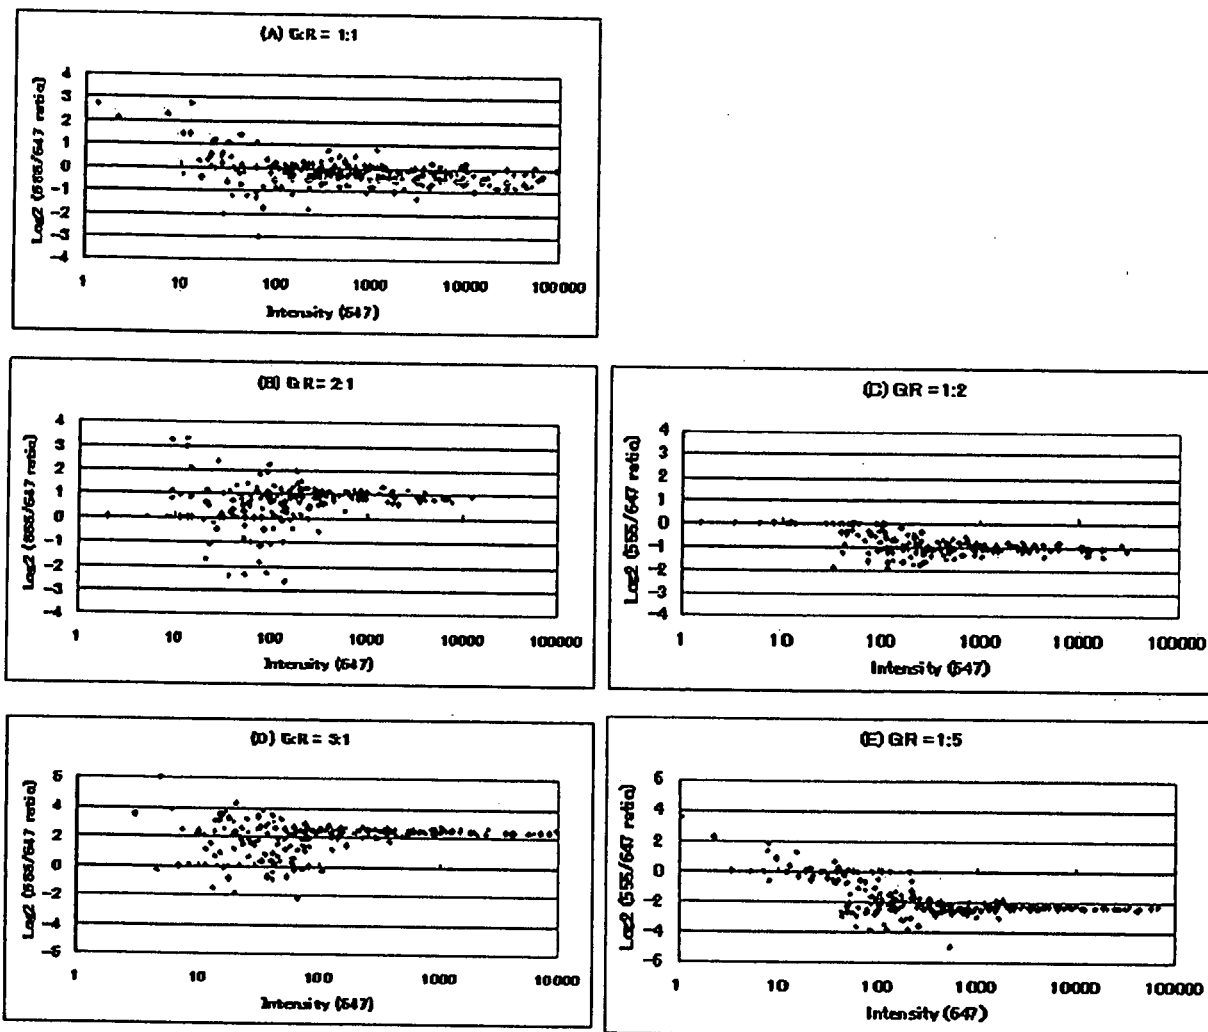 (A) G:R = 1:1
Log2 (555/647 ratio)
4
3
2
1
0
-1
-2
-3
-4
1 10 100 1000 10000 100000
Intensity (647)
(B) G:R = 2:1
Log2 (555/647 ratio)
4
3
2
1
0
-1
-2
-3
-4
1 10 100 1000 10000 100000
Intensity (647)
(C) G:R = 1:2
Log2 (555/647 ratio)
4
3
2
1
0
-1
-2
-3
-4
1 10 100 1000 10000 100000
Intensity (647)
(D) G:R = 5:1
Log2 (555/647 ratio)
6
4
2
0
-2
-4
-6
1 10 100 1000 10000
Intensity (647)
(E) G:R = 1:5
Log2 (555/647 ratio)
6
4
2
0
-2
-4
-6
1 10 100 1000 10000 100000
Intensity (647)